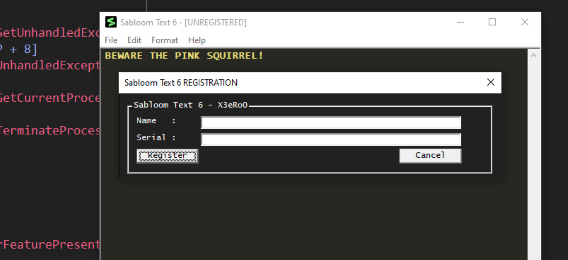 SetUnhandledExc
Sabloom Text 6 - [UNREGISTERED]
File Edit Format Help
P + 8]
BEWARE THE PINK SQUIRREL!
UnhandledExcept
Sabloom Text 6 REGISTRATION
GetCurrentProce
Sabloom Text 6 - X3eRo0
Name :
TerminateProces
Serial :
Register Cancel
rFeaturePresent